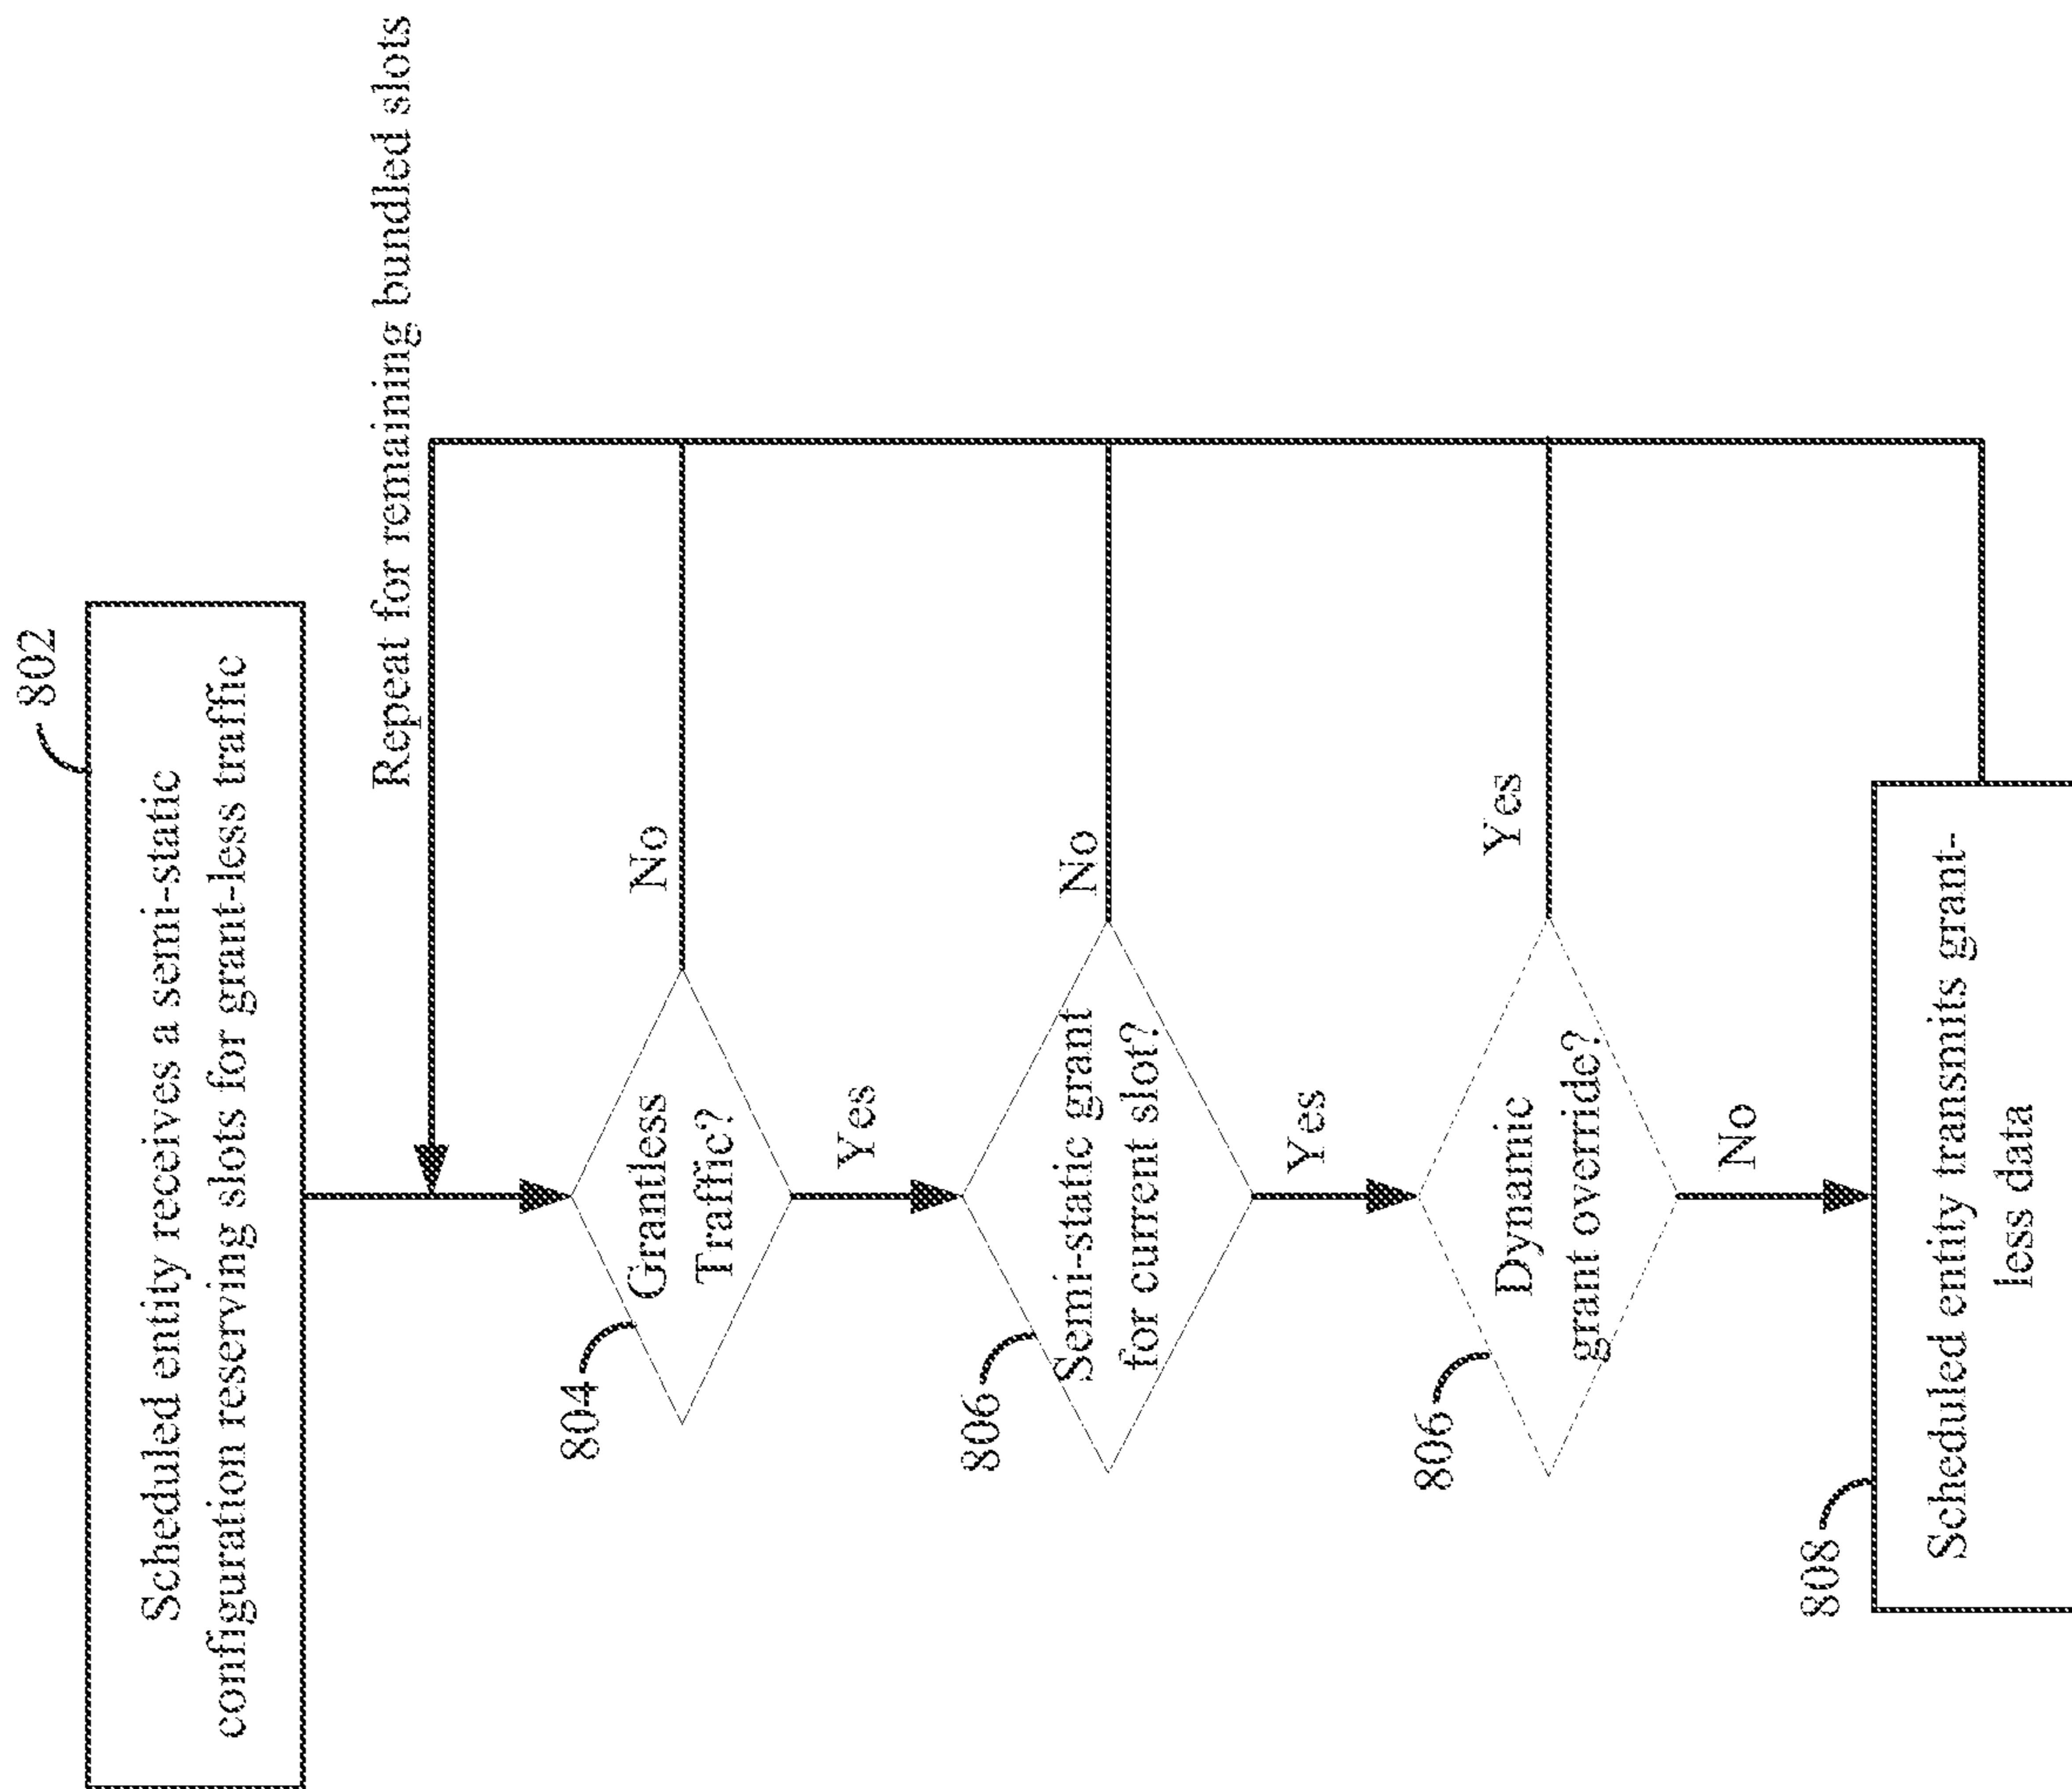 802
Scheduled entity receives a semi-static
configuration reserving slots for grant-less traffic
Repeat for remaining bundled slots
804
Grantless
Traffic?
No
Yes
806
Semi-static grant
for current slot?
No
Yes
806
Dynamic
grant override?
Yes
No
808
Scheduled entity transmits grant-
less data